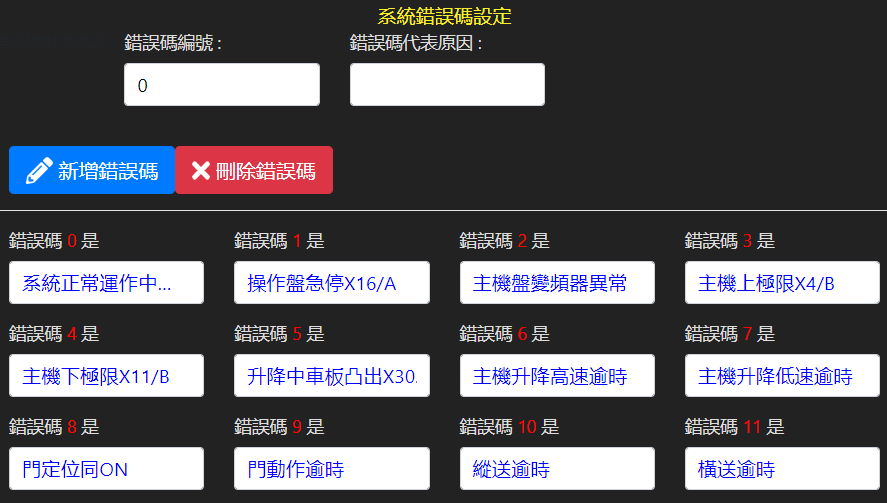 系統錯誤碼設定
錯誤碼編號 : 錯誤碼代表原因 :
0
新增錯誤碼 刪除錯誤碼
錯誤碼 0 是 錯誤碼 1 是 錯誤碼 2 是 錯誤碼 3 是
系統正常運作中... 操作盤急停X16/A 主機盤變頻器異常 主機上極限X4/B
錯誤碼 4 是 錯誤碼 5 是 錯誤碼 6 是 錯誤碼 7 是
主機下極限X11/B 升降中車板凸出X30. 主機升降高速逾時 主機升降低速逾時
錯誤碼 8 是 錯誤碼 9 是 錯誤碼 10 是 錯誤碼 11 是
門定位同ON 門動作逾時 縱送逾時 橫送逾時